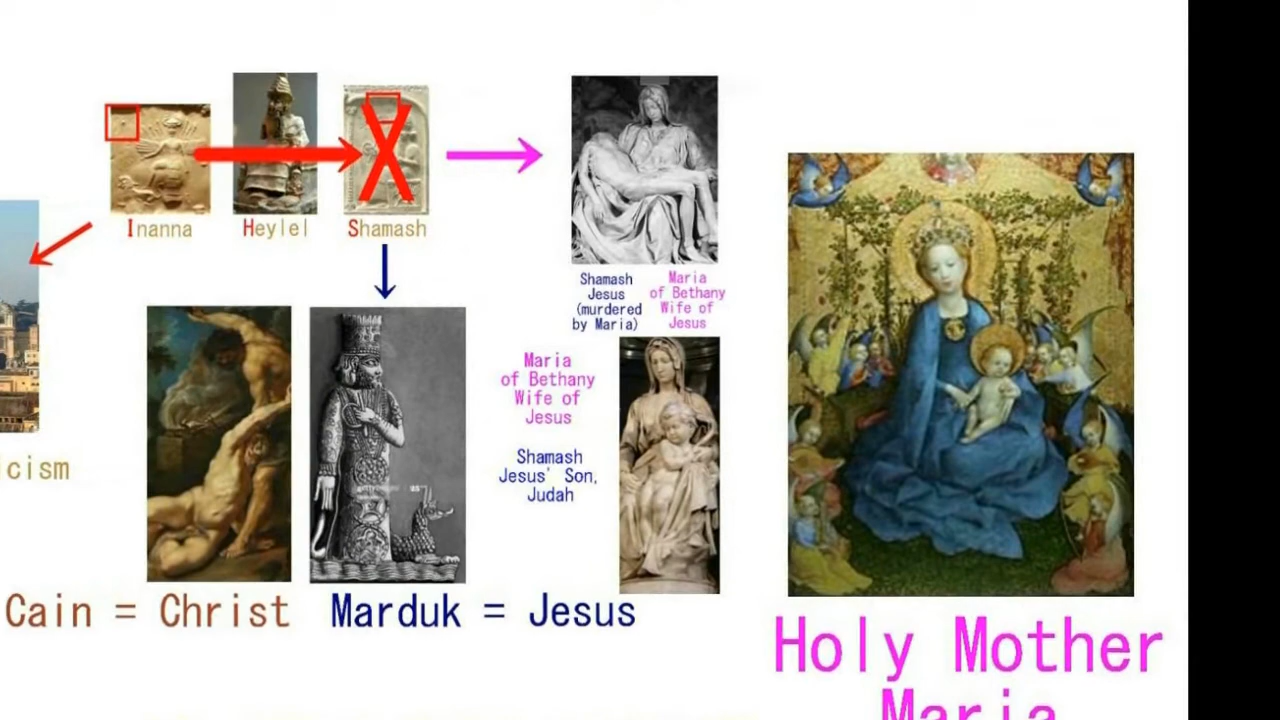 Inanna
Heylel
Shamash
Shamash
Jesus
(murdered
by Maria)
Maria
of Bethany
Wife of
Jesus
Maria
of Bethany
Wife of
Jesus
Shamash
Jesus' Son,
Judah
icism
Cain = Christ
Marduk = Jesus
Holy Mother
Maria